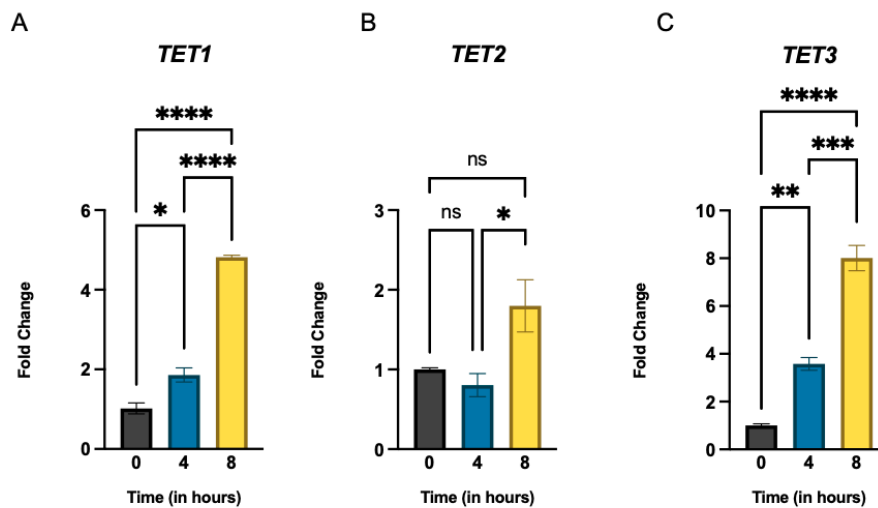 A
TET1
****
****
*
6
4
2
0
Fold Change
0 4 8
Time (in hours)
B
TET2
ns
ns
*
3
2
1
0
Fold Change
0 4 8
Time (in hours)
C
TET3
****
***
**
10
8
6
4
2
0
Fold Change
0 4 8
Time (in hours)